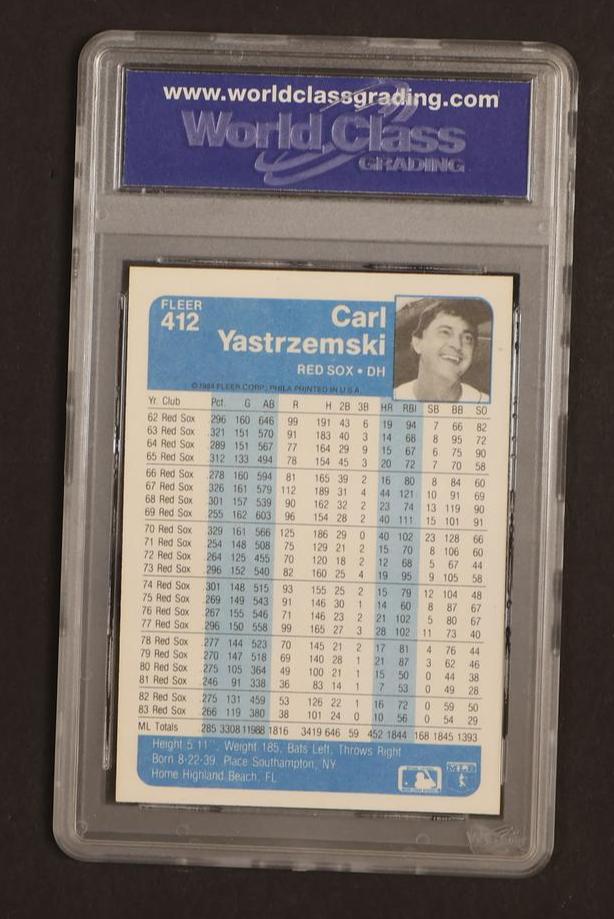 www.worldclassgrading.com
World Class
GRADING
FLEER
412
Carl
Yastrzemski
RED SOX • DH
©1984 FLEER CORP., PHILA PRINTED IN U.S.A.
Yr. Club Pct. G AB R H 2B 3B HR RBI SB BB SO
62 Red Sox .296 160 646 99 191 43 6 19 94 7 66 82
63 Red Sox .321 151 570 91 183 40 3 14 68 8 95 72
64 Red Sox .289 151 567 77 164 29 9 15 67 6 75 90
65 Red Sox .312 133 494 78 154 45 3 20 72 7 70 58
66 Red Sox .278 160 594 81 165 39 2 16 80 8 84 60
67 Red Sox .326 161 579 112 189 31 4 44 121 10 91 69
68 Red Sox .301 157 539 90 162 32 2 23 74 13 119 90
69 Red Sox .255 162 603 96 154 28 2 40 111 15 101 91
70 Red Sox .329 161 566 125 186 29 0 40 102 23 128 66
71 Red Sox .254 148 508 75 129 21 2 15 70 8 106 60
72 Red Sox .264 125 455 70 120 18 2 12 68 5 67 44
73 Red Sox .296 152 540 82 160 25 4 19 95 9 105 58
74 Red Sox .301 148 515 93 155 25 2 15 79 12 104 48
75 Red Sox .269 149 543 91 146 30 1 14 60 8 87 67
76 Red Sox .267 155 546 71 146 23 2 21 102 5 80 67
77 Red Sox .296 150 558 99 165 27 3 28 102 11 73 40
78 Red Sox .277 144 523 70 145 21 2 17 81 4 76 44
79 Red Sox .270 147 518 69 140 28 1 21 87 3 62 46
80 Red Sox .275 105 364 49 100 21 1 15 50 0 44 38
81 Red Sox .246 91 338 36 83 14 1 7 53 0 49 28
82 Red Sox .275 131 459 53 126 22 1 16 72 0 59 50
83 Red Sox .266 119 380 38 101 24 0 10 56 0 54 29
ML Totals .285 3308 11988 1816 3419 646 59 452 1844 168 1845 1393
Height 5' 11", Weight 185, Bats Left, Throws Right
Born 8-22-39, Place Southampton, NY
Home Highland Beach, FL